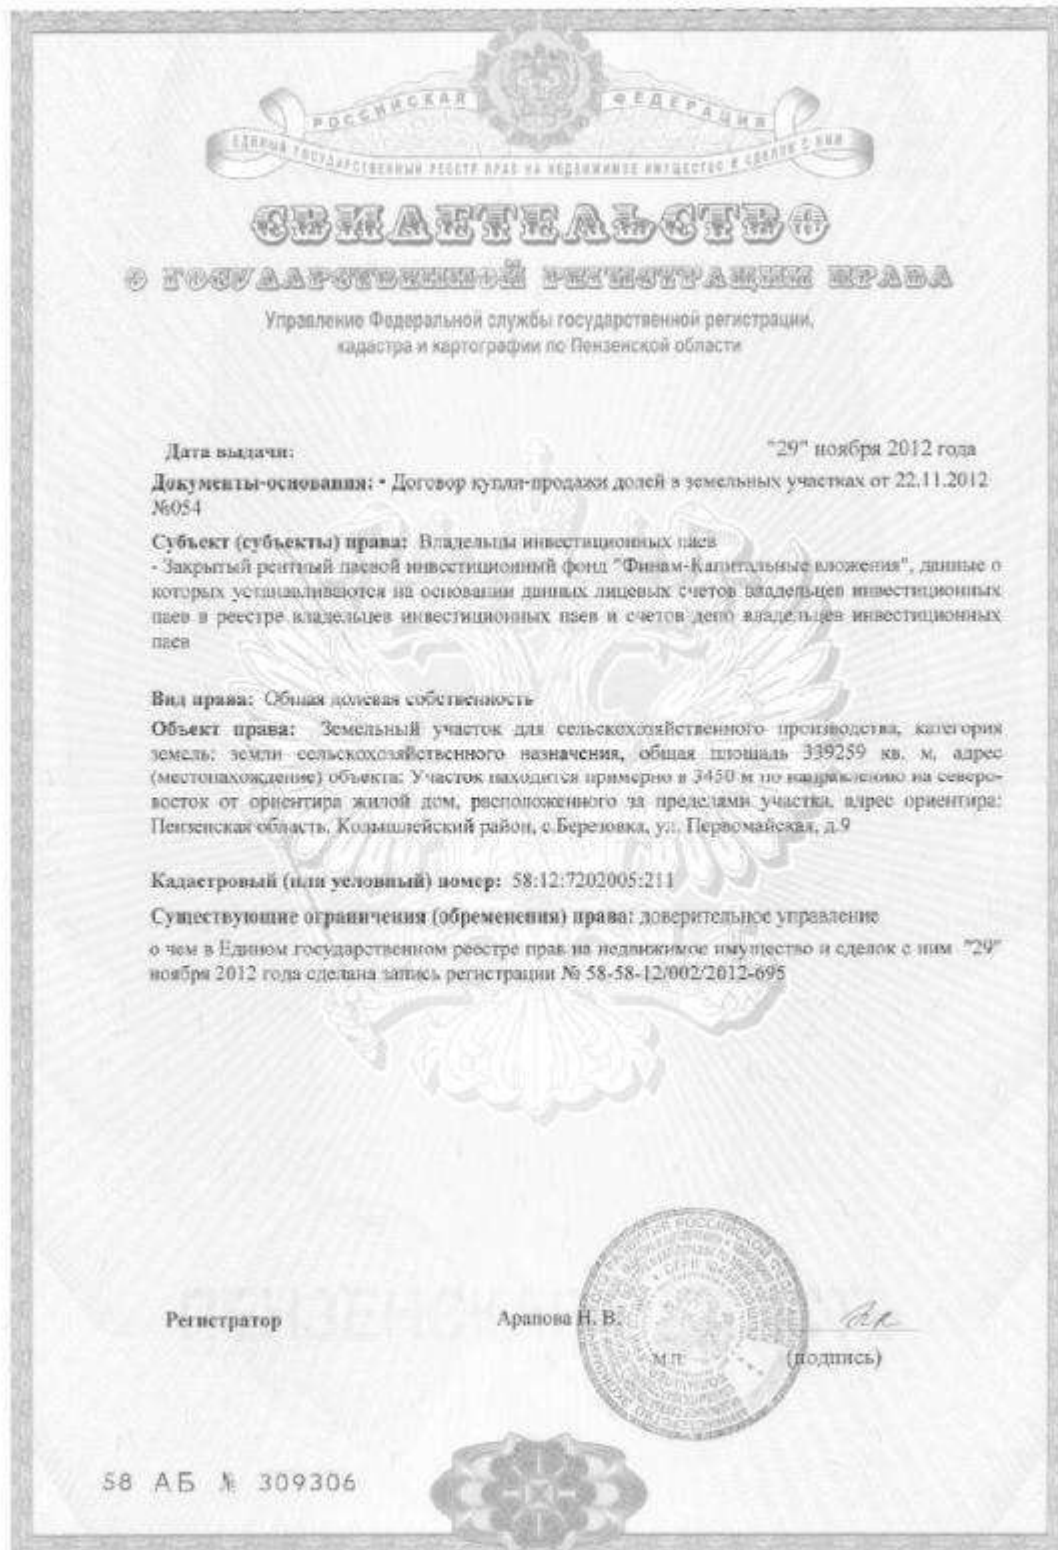 РОССИЙСКАЯ ФЕДЕРАЦИЯ
ЕДИНЫЙ ГОСУДАРСТВЕННЫЙ РЕЕСТР ПРАВ НА НЕДВИЖИМОЕ ИМУЩЕСТВО И СДЕЛОК С НИМ
СВИДЕТЕЛЬСТВО
О ГОСУДАРСТВЕННОЙ РЕГИСТРАЦИИ ПРАВА
Управление Федеральной службы государственной регистрации,
кадастра и картографии по Пензенской области
Дата выдачи: "29" ноября 2012 года
Документы-основания: • Договор купли-продажи долей в земельных участках от 22.11.2012
№054
Субъект (субъекты) права: Владельцы инвестиционных паев
- Закрытый рентный паевой инвестиционный фонд "Финам-Капитальные вложения", данные о
которых устанавливаются на основании данных лицевых счетов владельцев инвестиционных
паев в реестре владельцев инвестиционных паев и счетов депо владельцев инвестиционных
паев
Вид права: Общая долевая собственность
Объект права: Земельный участок для сельскохозяйственного производства, категория
земель: земли сельскохозяйственного назначения, общая площадь 339259 кв. м, адрес
(местонахождение) объекта: Участок находится примерно в 3450 м по направлению на северо-
восток от ориентира жилой дом, расположенного за пределами участка, адрес ориентира:
Пензенская область, Колышлейский район, с.Березовка, ул. Первомайская, д.9
Кадастровый (или условный) номер: 58:12:7202005:211
Существующие ограничения (обременения) права: доверительное управление
о чем в Едином государственном реестре прав на недвижимое имущество и сделок с ним "29"
ноября 2012 года сделана запись регистрации № 58-58-12/002/2012-695
Регистратор Арапова Н. В.
М.П. (подпись)
58 АБ № 309306